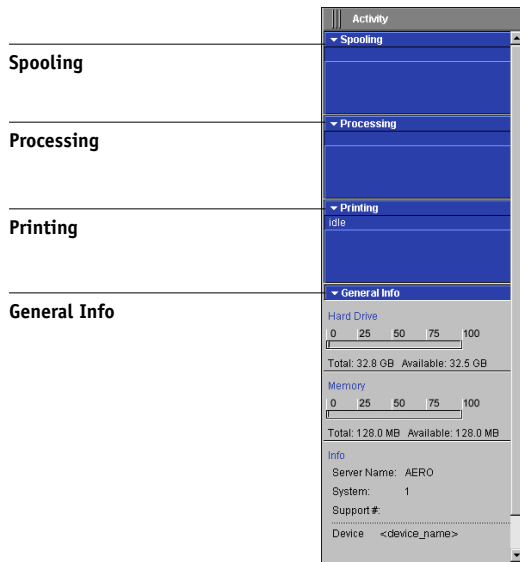 Activity
Spooling
Spooling
Processing
Processing
Printing
Printing
idle
General Info
General Info
Hard Drive
0 25 50 75 100
Total: 32.8 GB Available: 32.5 GB
Memory
0 25 50 75 100
Total: 128.0 MB Available: 128.0 MB
Info
Server Name: AERO
System: 1
Support #:
Device <device_name>